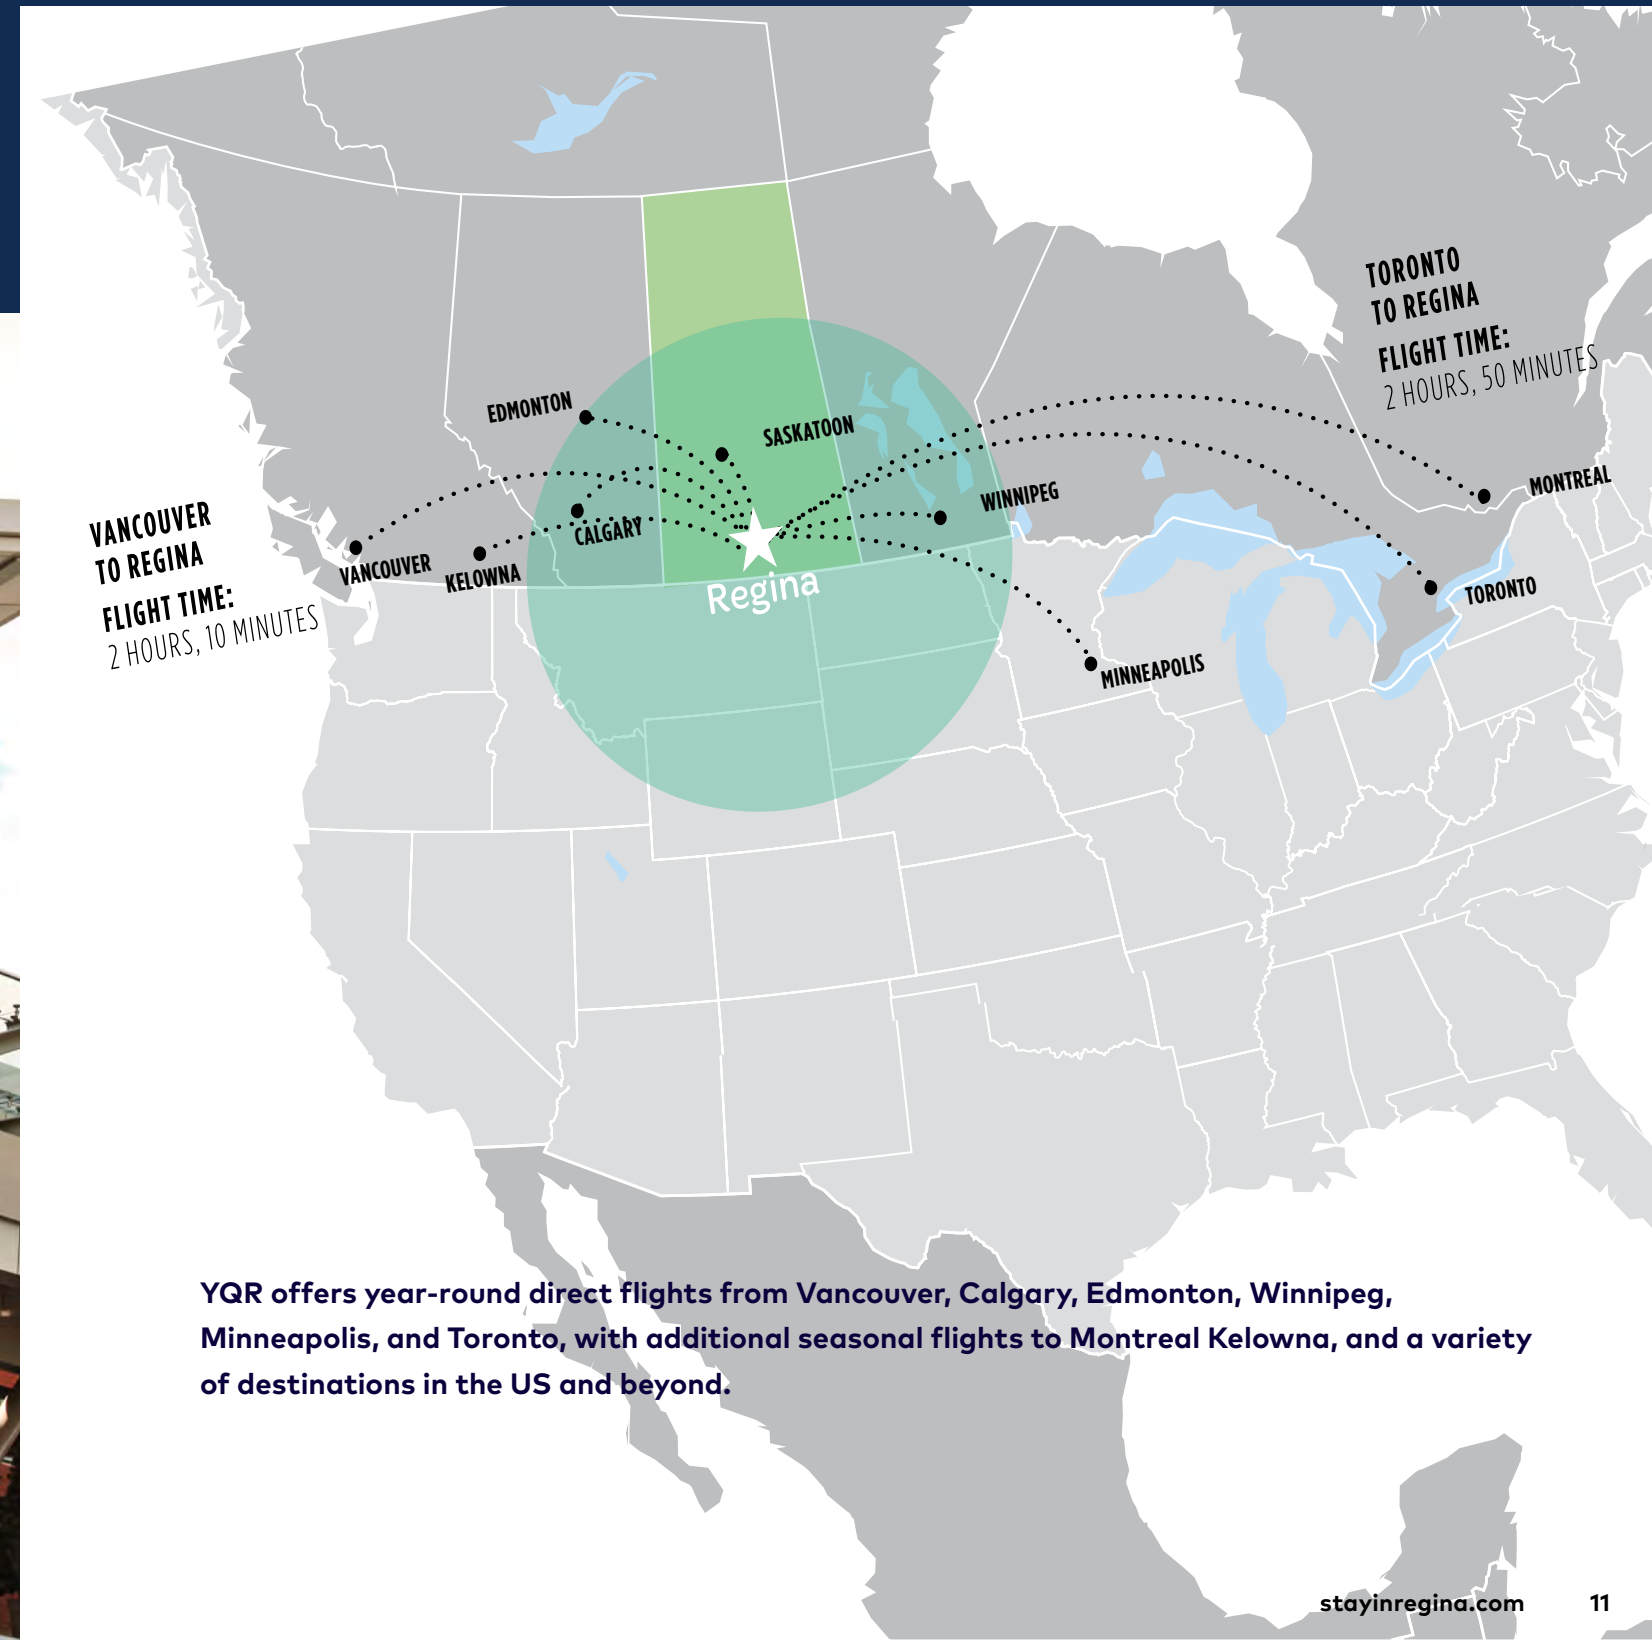 TORONTO
TO REGINA
FLIGHT TIME:
2 HOURS, 50 MINUTES
EDMONTON
SASKATOON
VANCOUVER
TO REGINA
FLIGHT TIME:
2 HOURS, 10 MINUTES
VANCOUVER
KELOWNA
CALGARY
Regina
WINNIPEG
MONTREAL
TORONTO
MINNEAPOLIS
YQR offers year-round direct flights from Vancouver, Calgary, Edmonton, Winnipeg,
Minneapolis, and Toronto, with additional seasonal flights to Montreal Kelowna, and a variety
of destinations in the US and beyond.
stayinregina.com 11